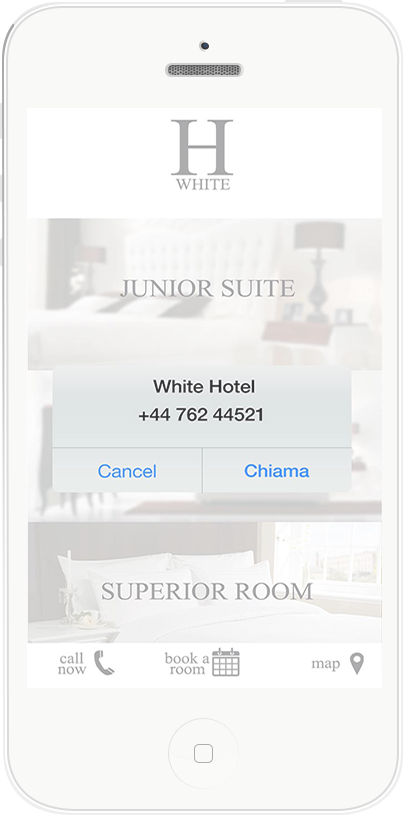 H
WHITE
JUNIOR SUITE
White Hotel
+44 762 44521
Cancel
Chiama
SUPERIOR ROOM
call
now
book a
room
map